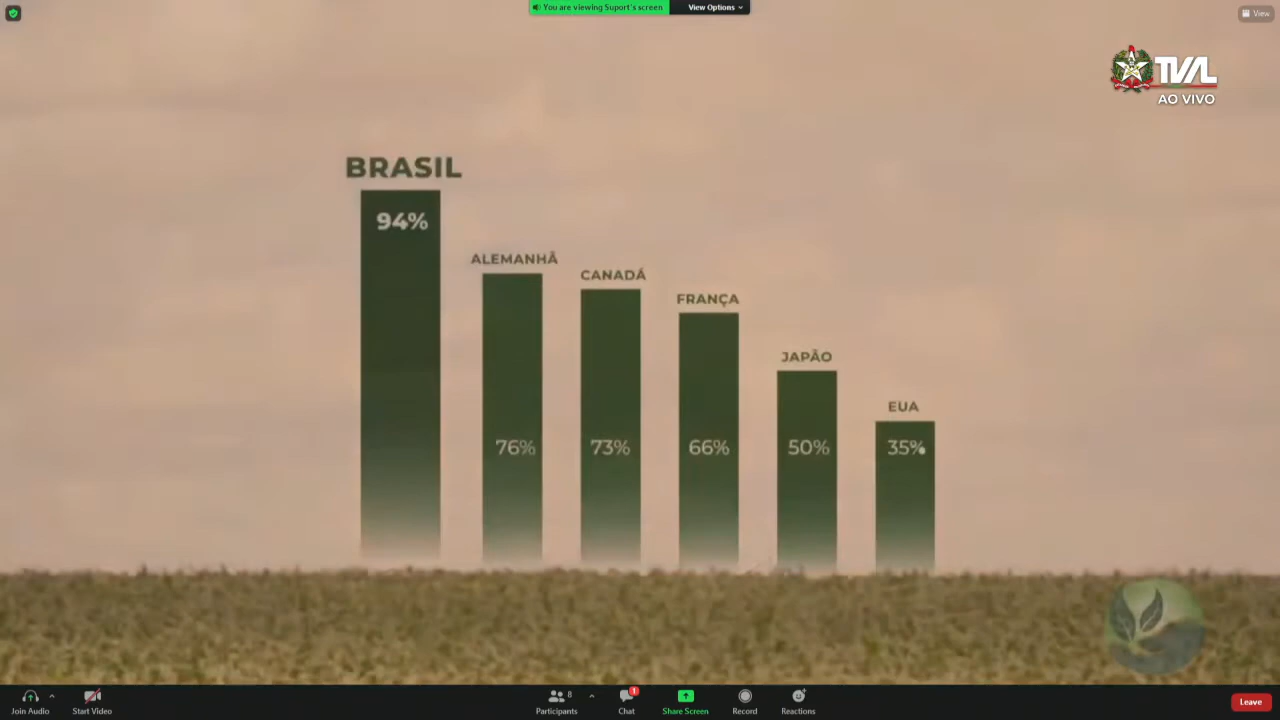 You are viewing Suport's screen
View Options
View
TVAL
AO VIVO
BRASIL
94%
ALEMANHÃ
76%
CANADÁ
73%
FRANÇA
66%
JAPÃO
50%
EUA
35%
Join Audio
Start Video
Participants
8
Chat
1
Share Screen
Record
Reactions
Leave